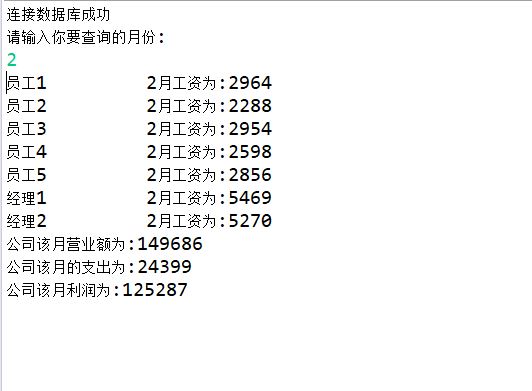 连接数据库成功
请输入你要查询的月份:
2
员工1 2月工资为:2964
员工2 2月工资为:2288
员工3 2月工资为:2954
员工4 2月工资为:2598
员工5 2月工资为:2856
经理1 2月工资为:5469
经理2 2月工资为:5270
公司该月营业额为:149686
公司该月的支出为:24399
公司该月利润为:125287